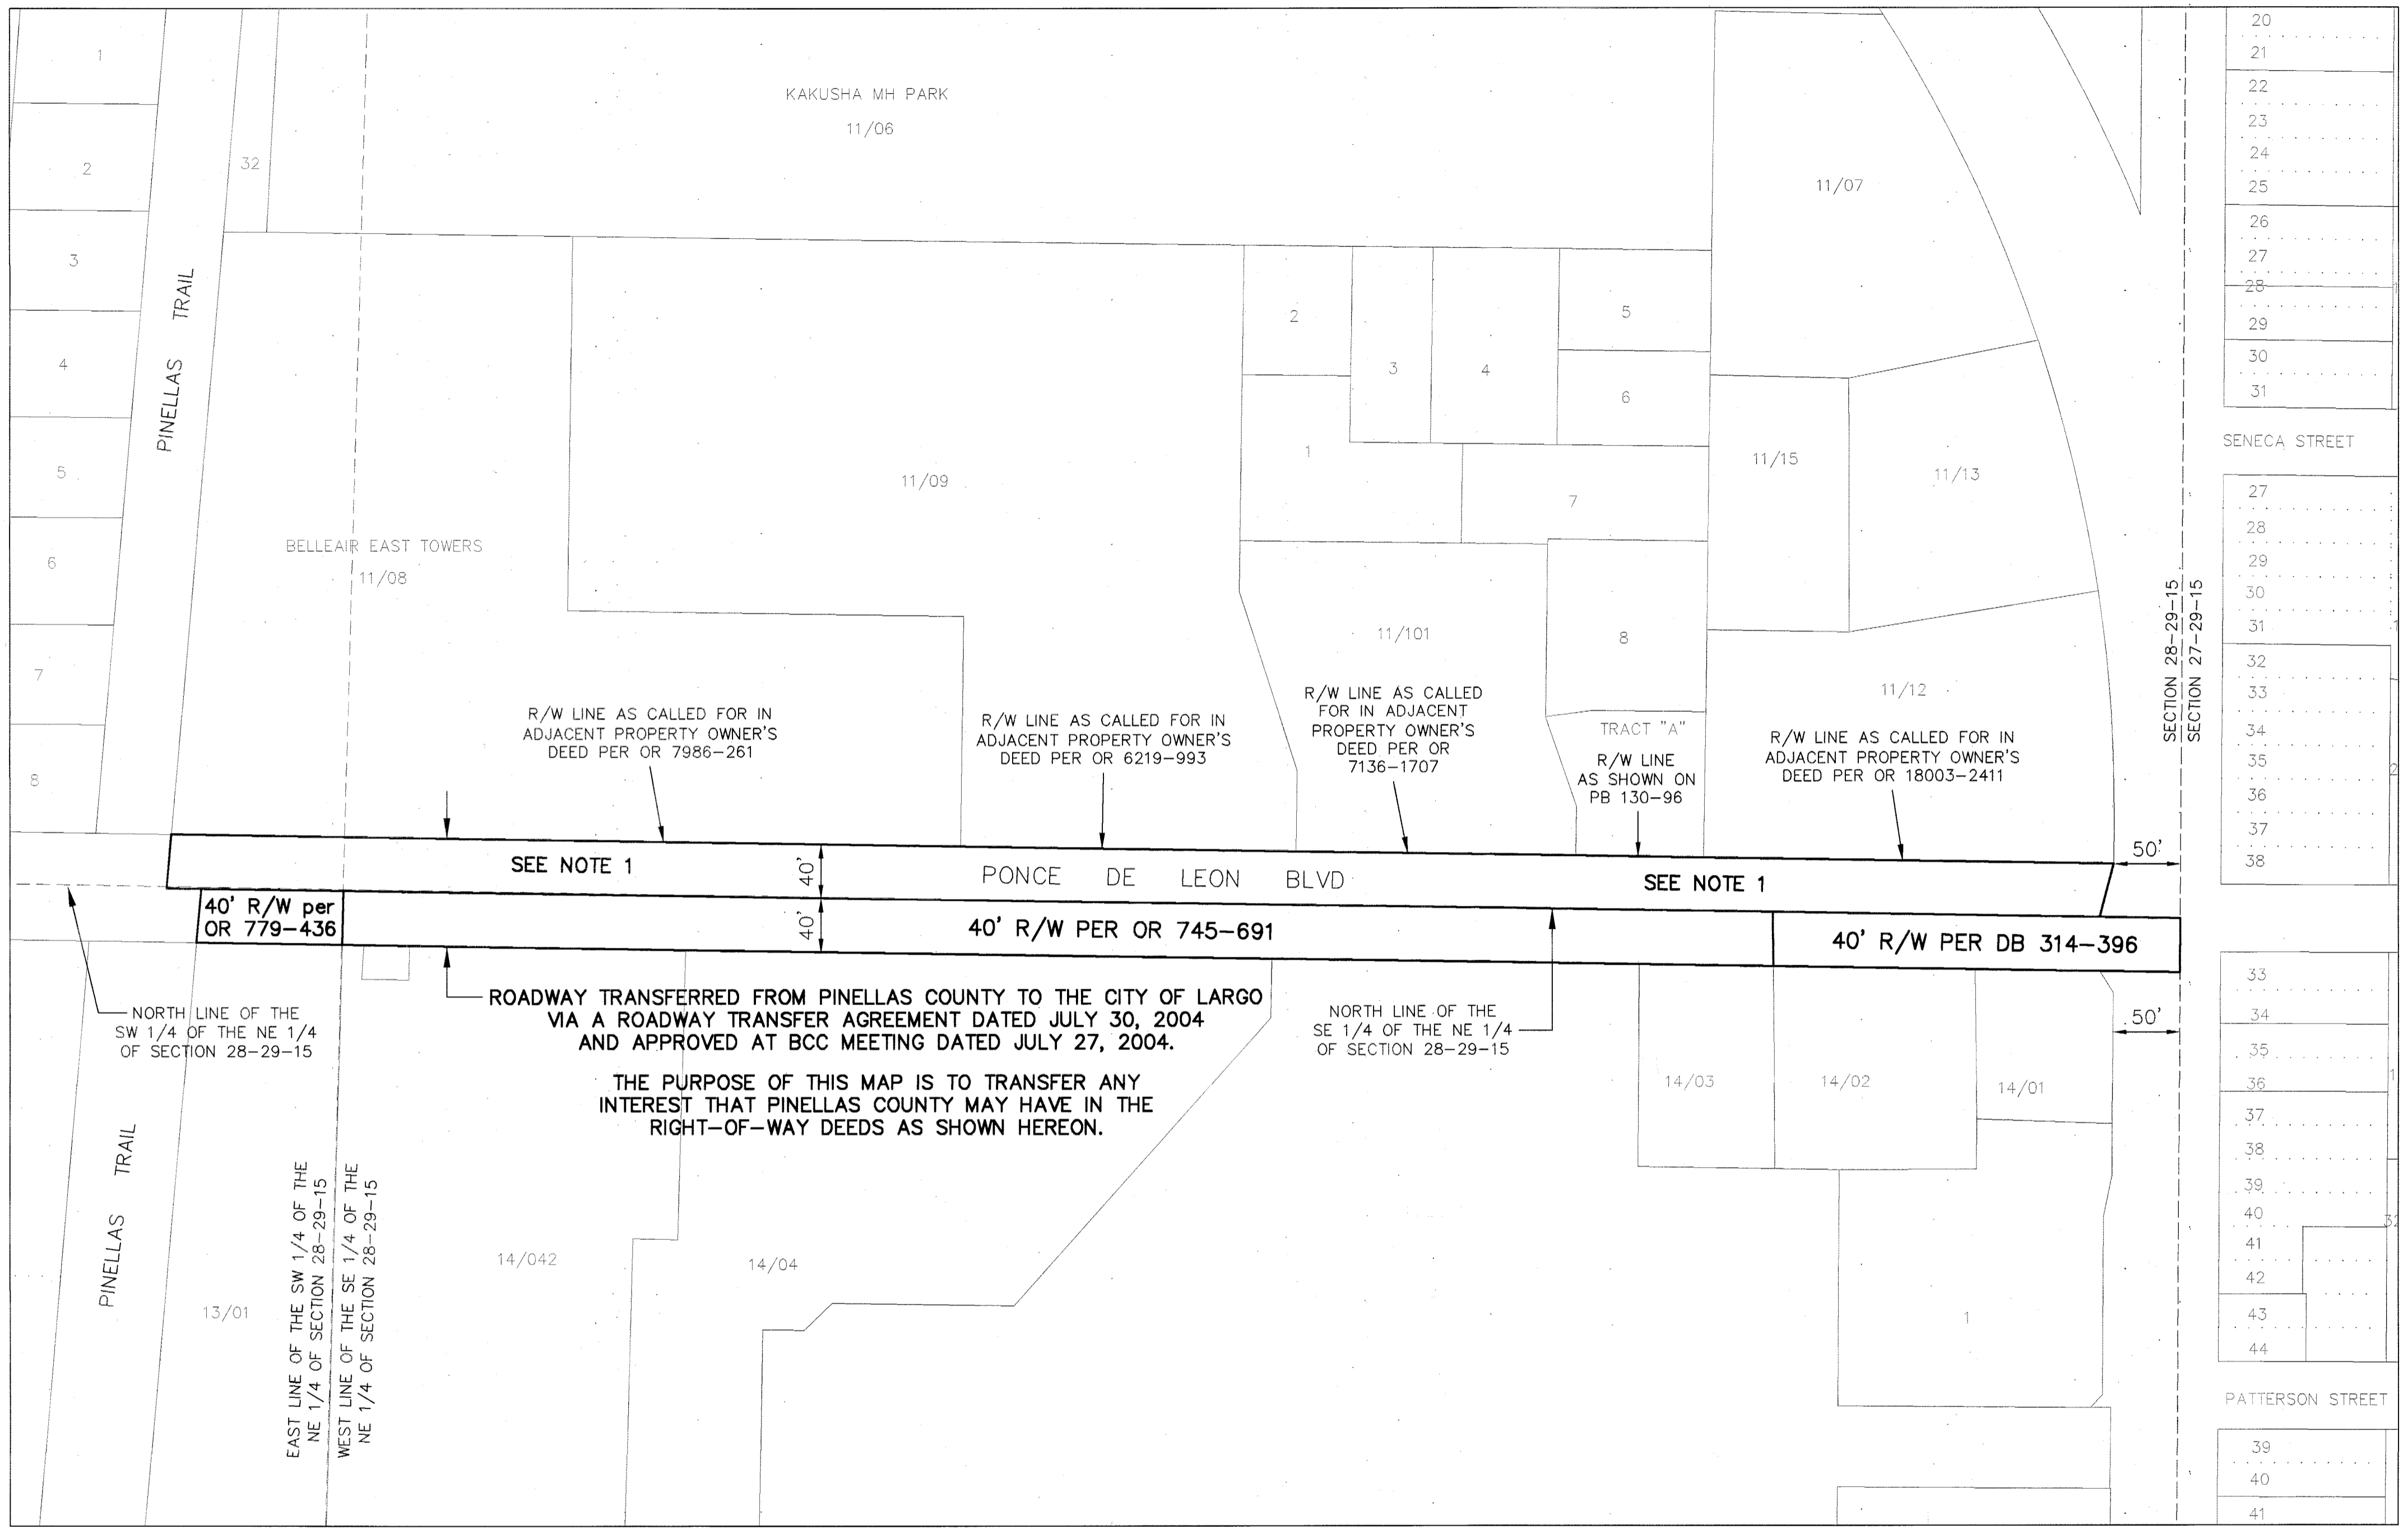 KAKUSHA MH PARK
11/06
1
2
3
4
5
6
7
8
32
PINELLAS TRAIL
BELLEAIR EAST TOWERS
11/08
11/09
2
3
4
5
6
1
7
8
11/101
TRACT "A"
11/07
11/15
11/13
11/12
R/W LINE AS CALLED FOR IN
ADJACENT PROPERTY OWNER'S
DEED PER OR 7986-261
R/W LINE AS CALLED FOR IN
ADJACENT PROPERTY OWNER'S
DEED PER OR 6219-993
R/W LINE AS CALLED
FOR IN ADJACENT
PROPERTY OWNER'S
DEED PER OR
7136-1707
R/W LINE
AS SHOWN ON
PB 130-96
R/W LINE AS CALLED FOR IN
ADJACENT PROPERTY OWNER'S
DEED PER OR 18003-2411
SECTION 28-29-15
SECTION 27-29-15
20
21
22
23
24
25
26
27
28
29
30
31
SENECA STREET
27
28
29
30
31
32
33
34
35
36
37
38
1
1
2
50'
SEE NOTE 1
40'
PONCE DE LEON BLVD
SEE NOTE 1
40' R/W per
OR 779-436
40'
40' R/W PER OR 745-691
40' R/W PER DB 314-396
NORTH LINE OF THE
SW 1/4 OF THE NE 1/4
OF SECTION 28-29-15
ROADWAY TRANSFERRED FROM PINELLAS COUNTY TO THE CITY OF LARGO
VIA A ROADWAY TRANSFER AGREEMENT DATED JULY 30, 2004
AND APPROVED AT BCC MEETING DATED JULY 27, 2004.
THE PURPOSE OF THIS MAP IS TO TRANSFER ANY
INTEREST THAT PINELLAS COUNTY MAY HAVE IN THE
RIGHT-OF-WAY DEEDS AS SHOWN HEREON.
NORTH LINE OF THE
SE 1/4 OF THE NE 1/4
OF SECTION 28-29-15
50'
PINELLAS TRAIL
13/01
EAST LINE OF THE SW 1/4 OF THE
NE 1/4 OF SECTION 28-29-15
WEST LINE OF THE SE 1/4 OF THE
NE 1/4 OF SECTION 28-29-15
14/042
14/04
14/03
14/02
14/01
1
33
34
35
36
37
38
39
40
41
42
43
44
1
32
PATTERSON STREET
39
40
41